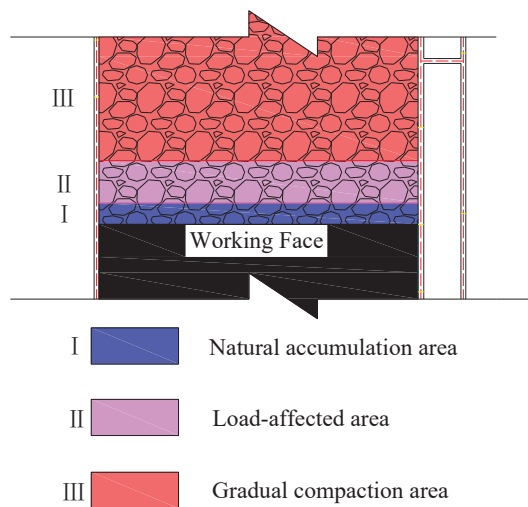 Ⅲ
Ⅱ
Ⅰ
Working Face
Ⅰ Natural accumulation area
Ⅱ Load-affected area
Ⅲ Gradual compaction area